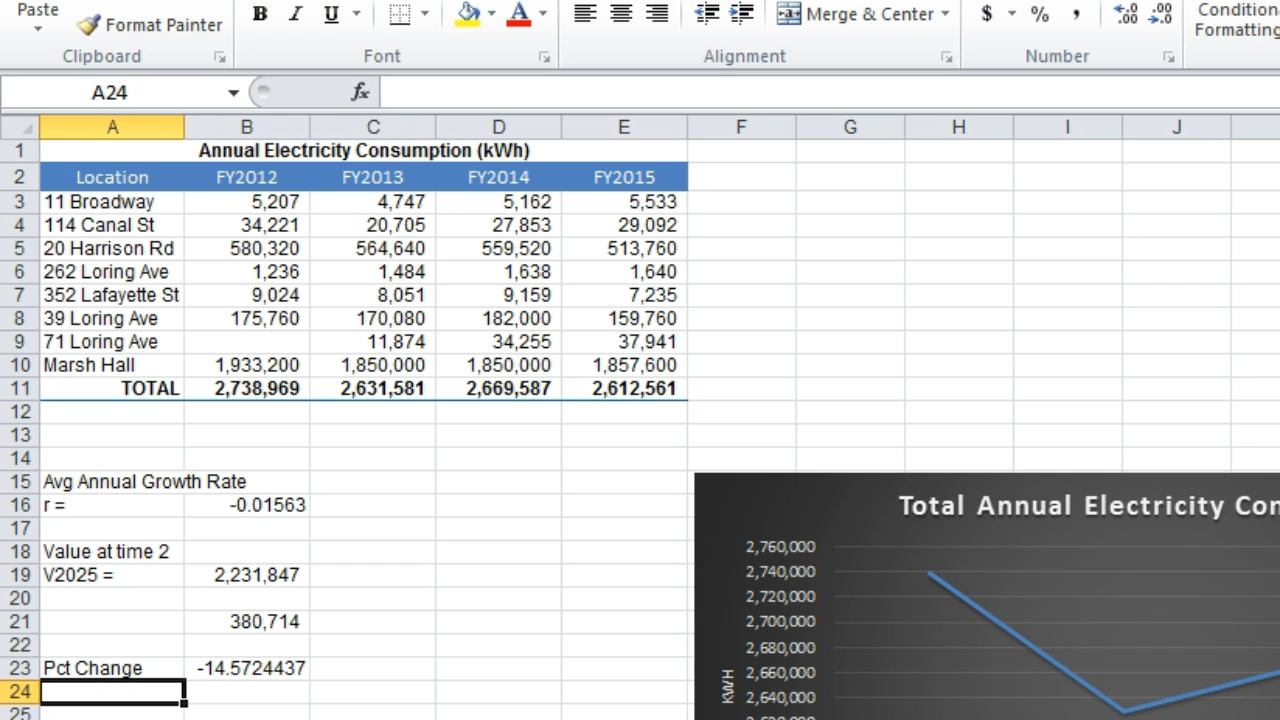 Paste
Format Painter
B I U A
Merge & Center
$ % ,
Clipboard
Font
Alignment
Number
Condition
Formatting
A24
fx
A B C D E F G H I J
1 Annual Electricity Consumption (kWh)
2 Location FY2012 FY2013 FY2014 FY2015
3 11 Broadway 5,207 4,747 5,162 5,533
4 114 Canal St 34,221 20,705 27,853 29,092
5 20 Harrison Rd 580,320 564,640 559,520 513,760
6 262 Loring Ave 1,236 1,484 1,638 1,640
7 352 Lafayette St 9,024 8,051 9,159 7,235
8 39 Loring Ave 175,760 170,080 182,000 159,760
9 71 Loring Ave 11,874 34,255 37,941
10 Marsh Hall 1,933,200 1,850,000 1,850,000 1,857,600
11 TOTAL 2,738,969 2,631,581 2,669,587 2,612,561
12
13
14
15 Avg Annual Growth Rate
16 r = -0.01563
17
18 Value at time 2
19 V2025 = 2,231,847
20
21 380,714
22
23 Pct Change -14.5724437
24
25
Total Annual Electricity Con
2,760,000
2,740,000
2,720,000
2,700,000
2,680,000
2,660,000
2,640,000
KWH